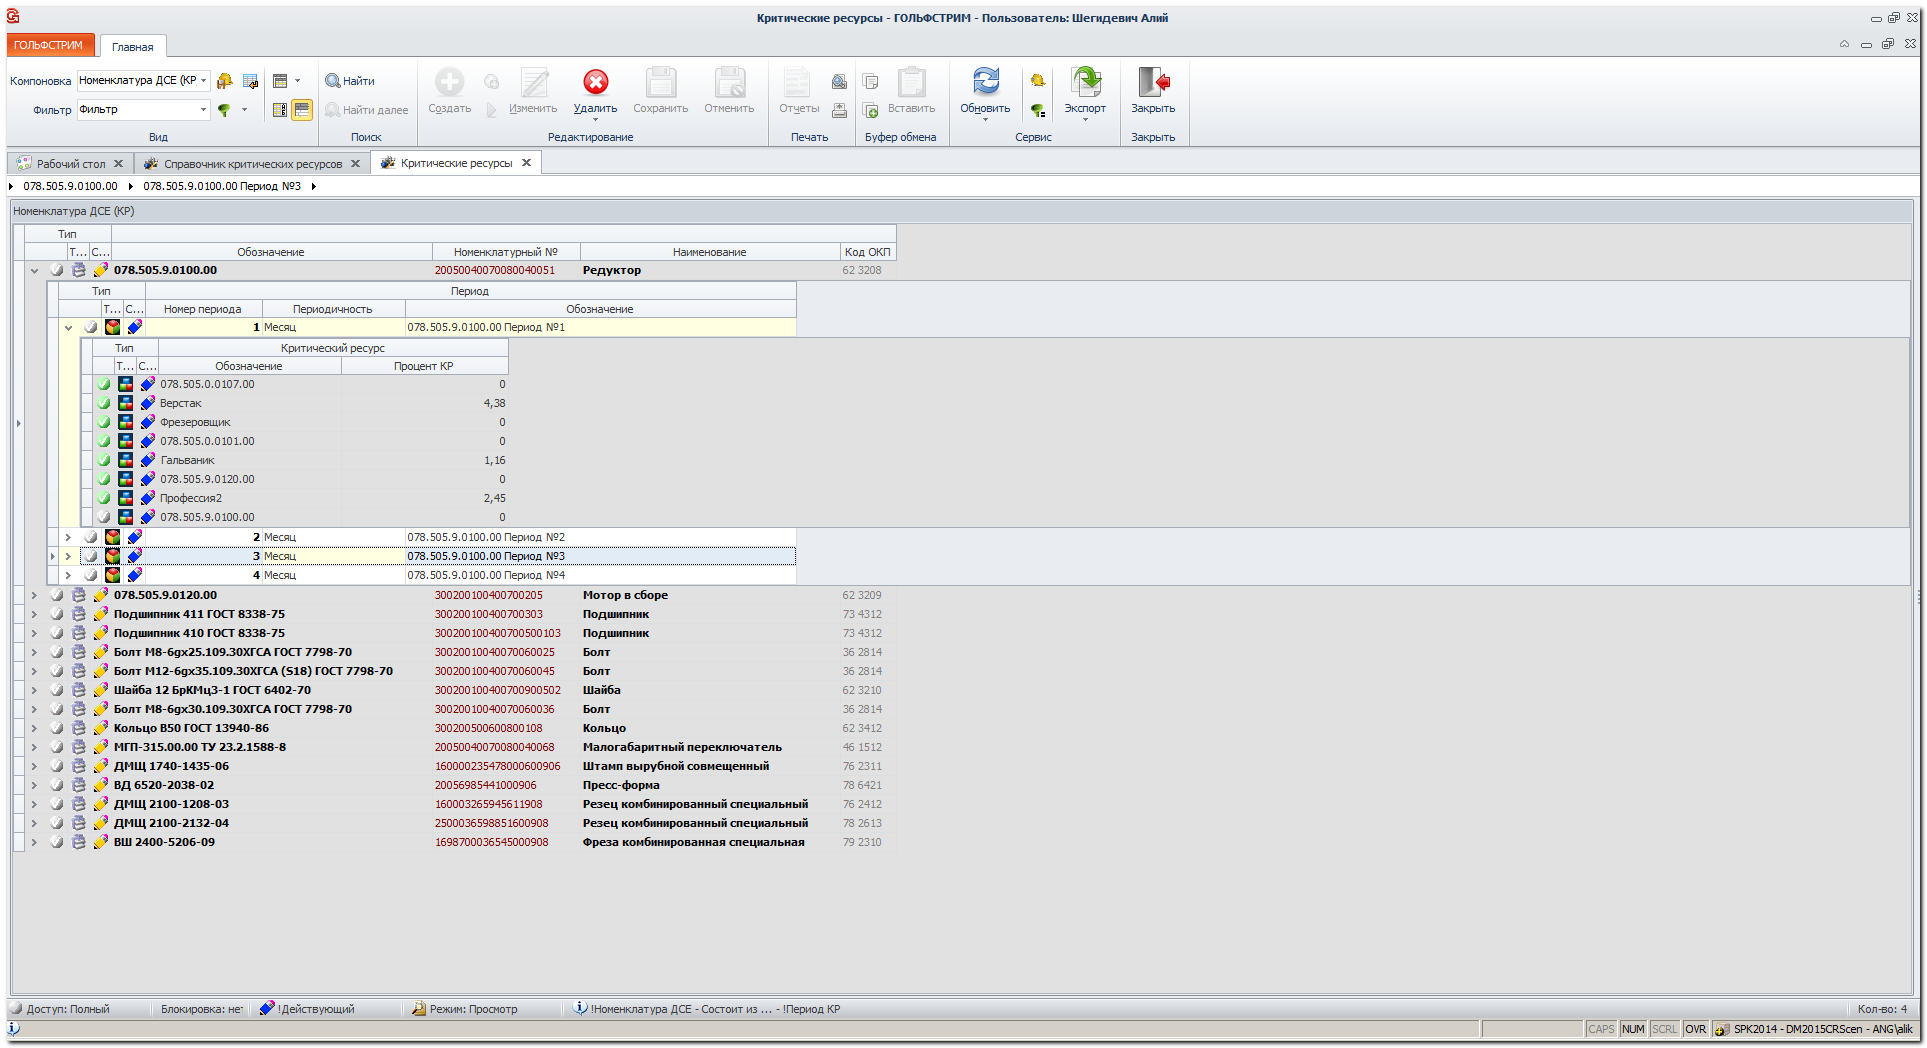 Критические ресурсы - ГОЛЬФСТРИМ - Пользователь: Шегидевич Алий
ГОЛЬФСТРИМ Главная
Компоновка Номенклатура ДСЕ (КР
Фильтр Фильтр
Вид
Найти
Найти далее
Поиск
Создать Изменить Удалить Сохранить Отменить
Редактирование
Отчеты
Печать
Вставить
Буфер обмена
Обновить Экспорт
Сервис
Закрыть
Закрыть
Рабочий стол Справочник критических ресурсов Критические ресурсы
078.505.9.0100.00 078.505.9.0100.00 Период №3
Номенклатура ДСЕ (КР)
Тип
Т... С... Обозначение Номенклатурный № Наименование Код ОКП
078.505.9.0100.00 20050040070080040051 Редуктор 62 3208
Тип Период
Т... С... Номер периода Периодичность Обозначение
1 Месяц 078.505.9.0100.00 Период №1
Тип Критический ресурс
Т... С... Обозначение Процент КР
078.505.0.0107.00 0
Верстак 4,38
Фрезеровщик 0
078.505.0.0101.00 0
Гальваник 1,16
078.505.9.0120.00 0
Профессия2 2,45
078.505.9.0100.00 0
2 Месяц 078.505.9.0100.00 Период №2
3 Месяц 078.505.9.0100.00 Период №3
4 Месяц 078.505.9.0100.00 Период №4
078.505.9.0120.00 300200100400700205 Мотор в сборе 62 3209
Подшипник 411 ГОСТ 8338-75 300200100400700303 Подшипник 73 4312
Подшипник 410 ГОСТ 8338-75 300200100400700500103 Подшипник 73 4312
Болт М8-6gх25.109.30ХГСА ГОСТ 7798-70 30020010040070060025 Болт 36 2814
Болт М12-6gх35.109.30ХГСА (S18) ГОСТ 7798-70 30020010040070060045 Болт 36 2814
Шайба 12 БрКМц3-1 ГОСТ 6402-70 300200100400700900502 Шайба 62 3210
Болт М8-6gх30.109.30ХГСА ГОСТ 7798-70 30020010040070060036 Болт 36 2814
Кольцо В50 ГОСТ 13940-86 300200500600800108 Кольцо 62 3412
МГП-315.00.00 ТУ 23.2.1588-8 20050040070080040068 Малогабаритный переключатель 46 1512
ДМЩ 1740-1435-06 160000235478000600906 Штамп вырубной совмещенный 76 2311
ВД 6520-2038-02 20056985441000906 Пресс-форма 78 6421
ДМЩ 2100-1208-03 160003265945611908 Резец комбинированный специальный 76 2412
ДМЩ 2100-2132-04 2500036598851600908 Резец комбинированный специальный 78 2613
ВШ 2400-5206-09 1698700036545000908 Фреза комбинированная специальная 79 2310
Доступ: Полный Блокировка: нет !Действующий Режим: Просмотр !Номенклатура ДСЕ - Состоит из ... - !Период КР Кол-во: 4
CAPS NUM SCRL OVR SPK2014 - DM2015CRScen - ANG\alik